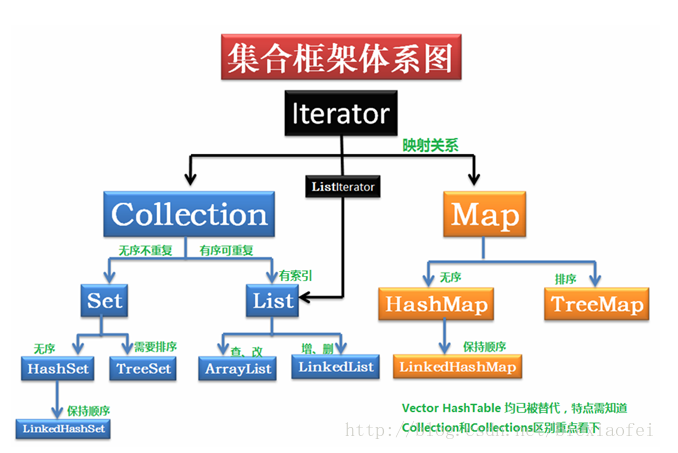 集合框架体系图
Iterator
映射关系
ListIterator
Collection
Map
无序不重复
有序可重复
有索引
无序
排序
Set
List
HashMap
TreeMap
无序
需要排序
查、改
增、删
保持顺序
HashSet
TreeSet
ArrayList
LinkedList
LinkedHashMap
保持顺序
LinkedHashSet
Vector HashTable 均已被替代，特点需知道
Collection和Collections区别重点看下